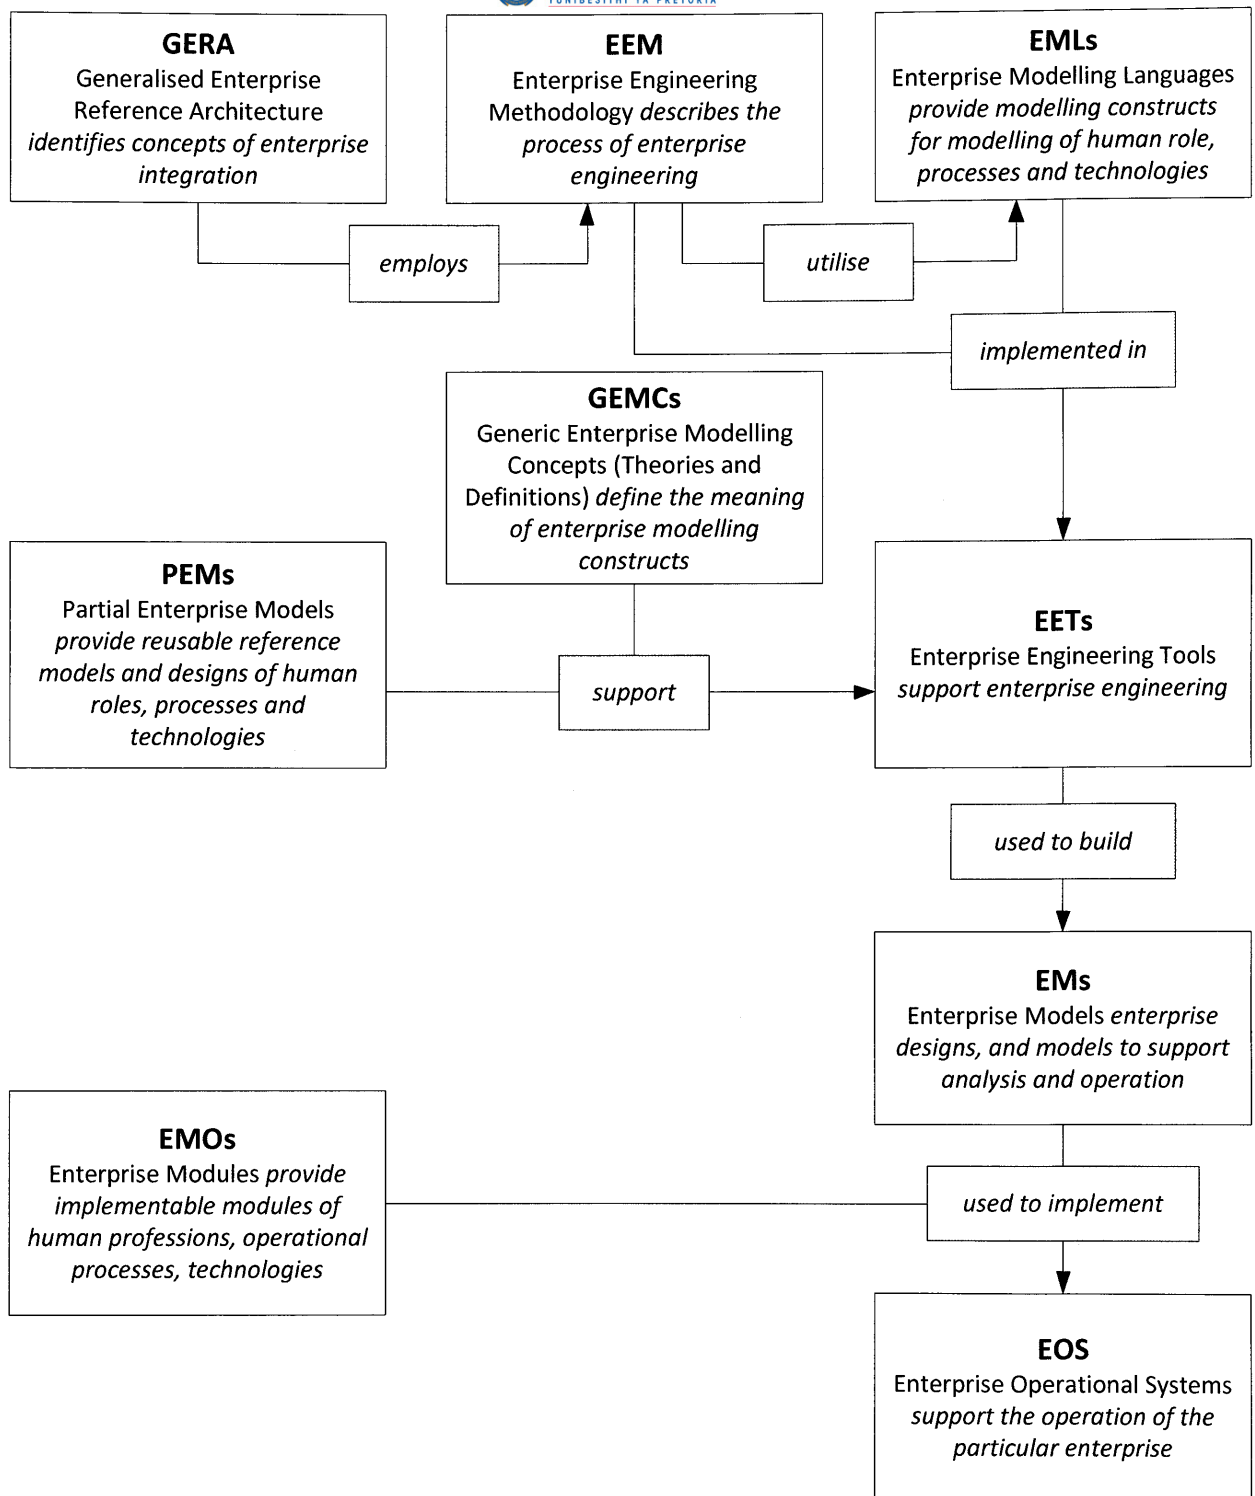 YUNIBESITHI YA PRETORIA
GERA
Generalised Enterprise
Reference Architecture
identifies concepts of enterprise
integration
EEM
Enterprise Engineering
Methodology describes the
process of enterprise
engineering
EMLs
Enterprise Modelling Languages
provide modelling constructs
for modelling of human role,
processes and technologies
employs
utilise
implemented in
GEMCs
Generic Enterprise Modelling
Concepts (Theories and
Definitions) define the meaning
of enterprise modelling
constructs
PEMs
Partial Enterprise Models
provide reusable reference
models and designs of human
roles, processes and
technologies
support
EETs
Enterprise Engineering Tools
support enterprise engineering
used to build
EMs
Enterprise Models enterprise
designs, and models to support
analysis and operation
EMOs
Enterprise Modules provide
implementable modules of
human professions, operational
processes, technologies
used to implement
EOS
Enterprise Operational Systems
support the operation of the
particular enterprise